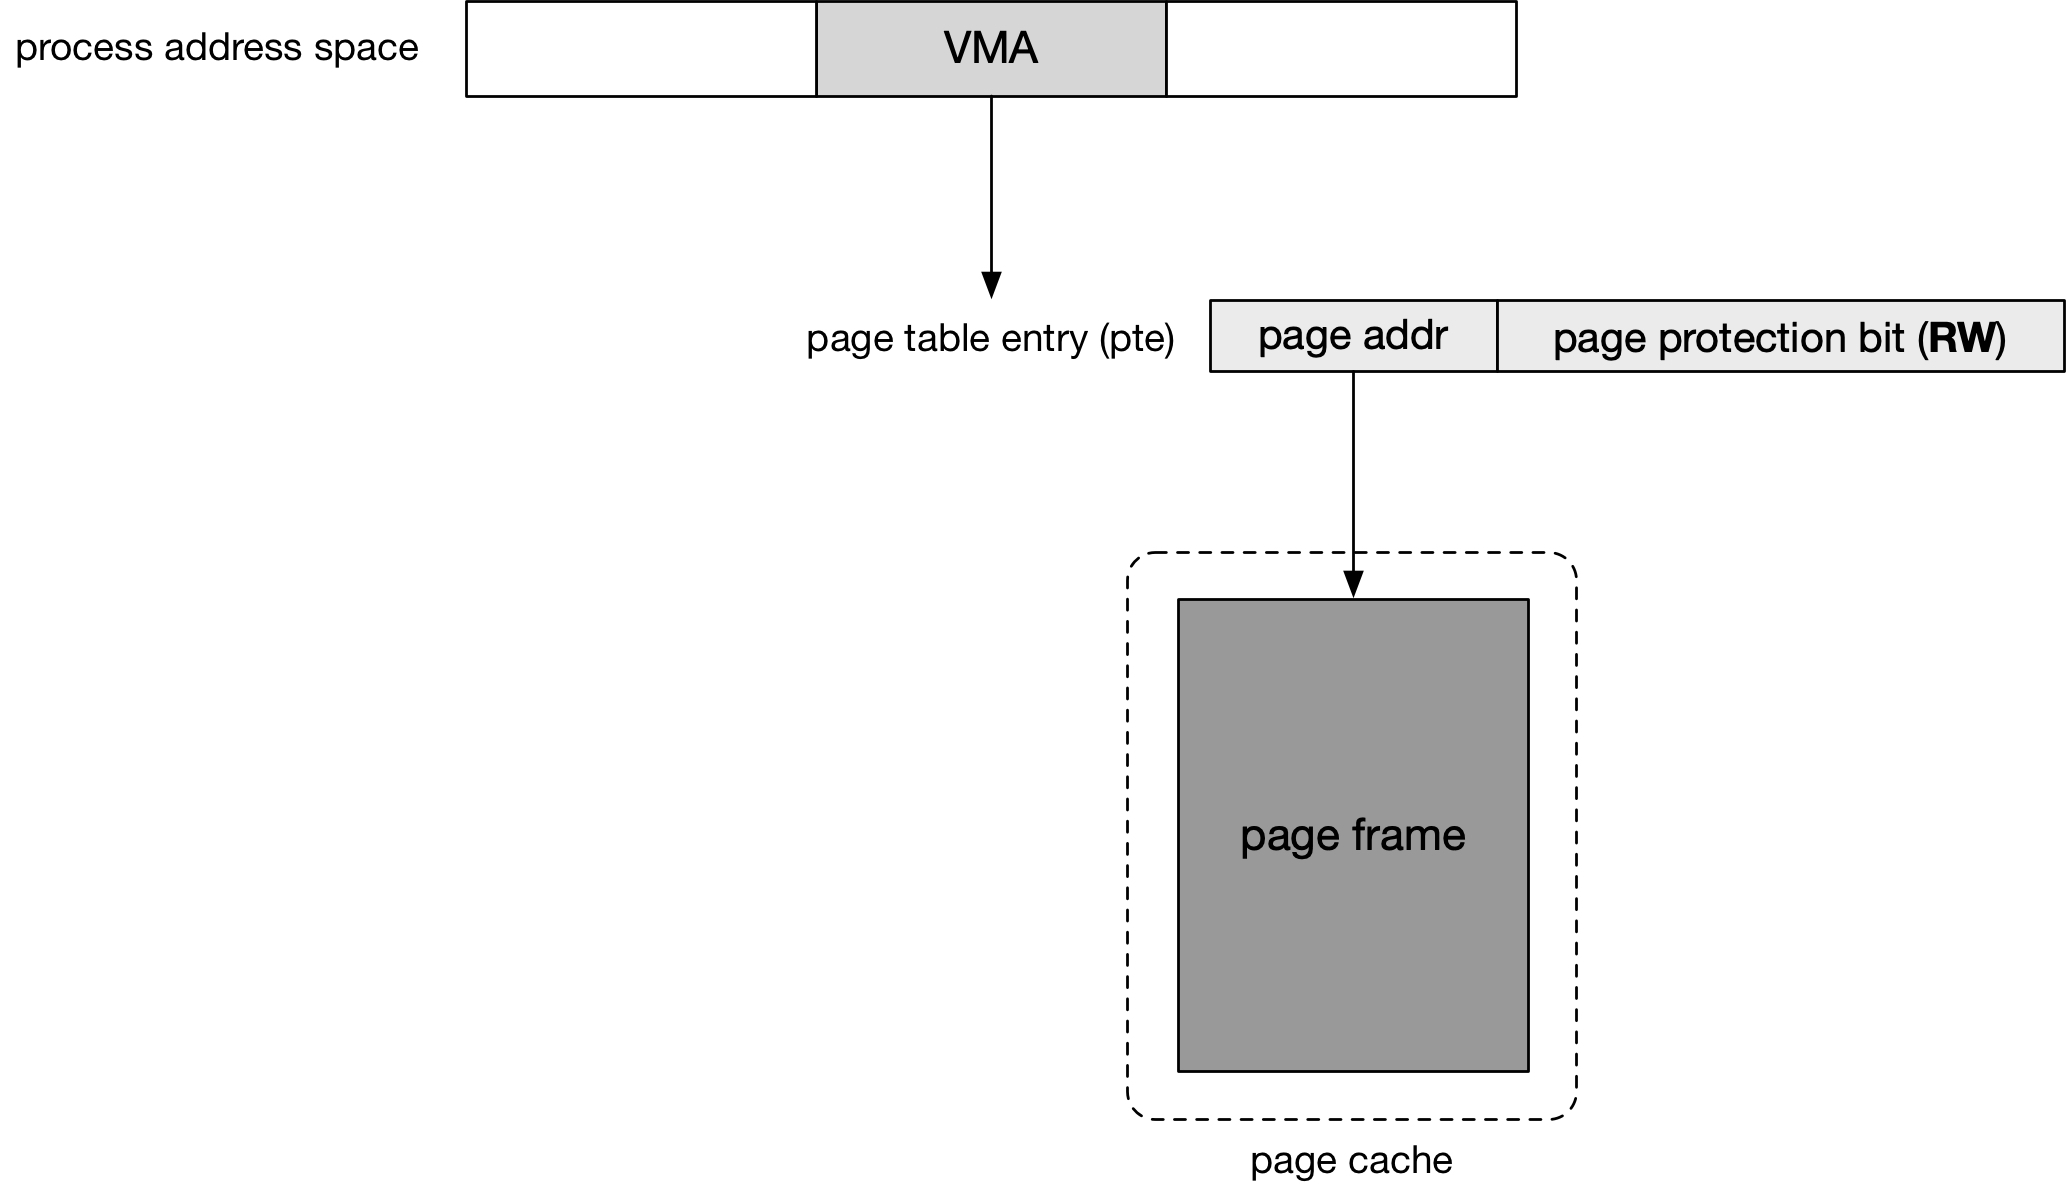 process address space
VMA
page table entry (pte)
page addr
page protection bit (RW)
page frame
page cache